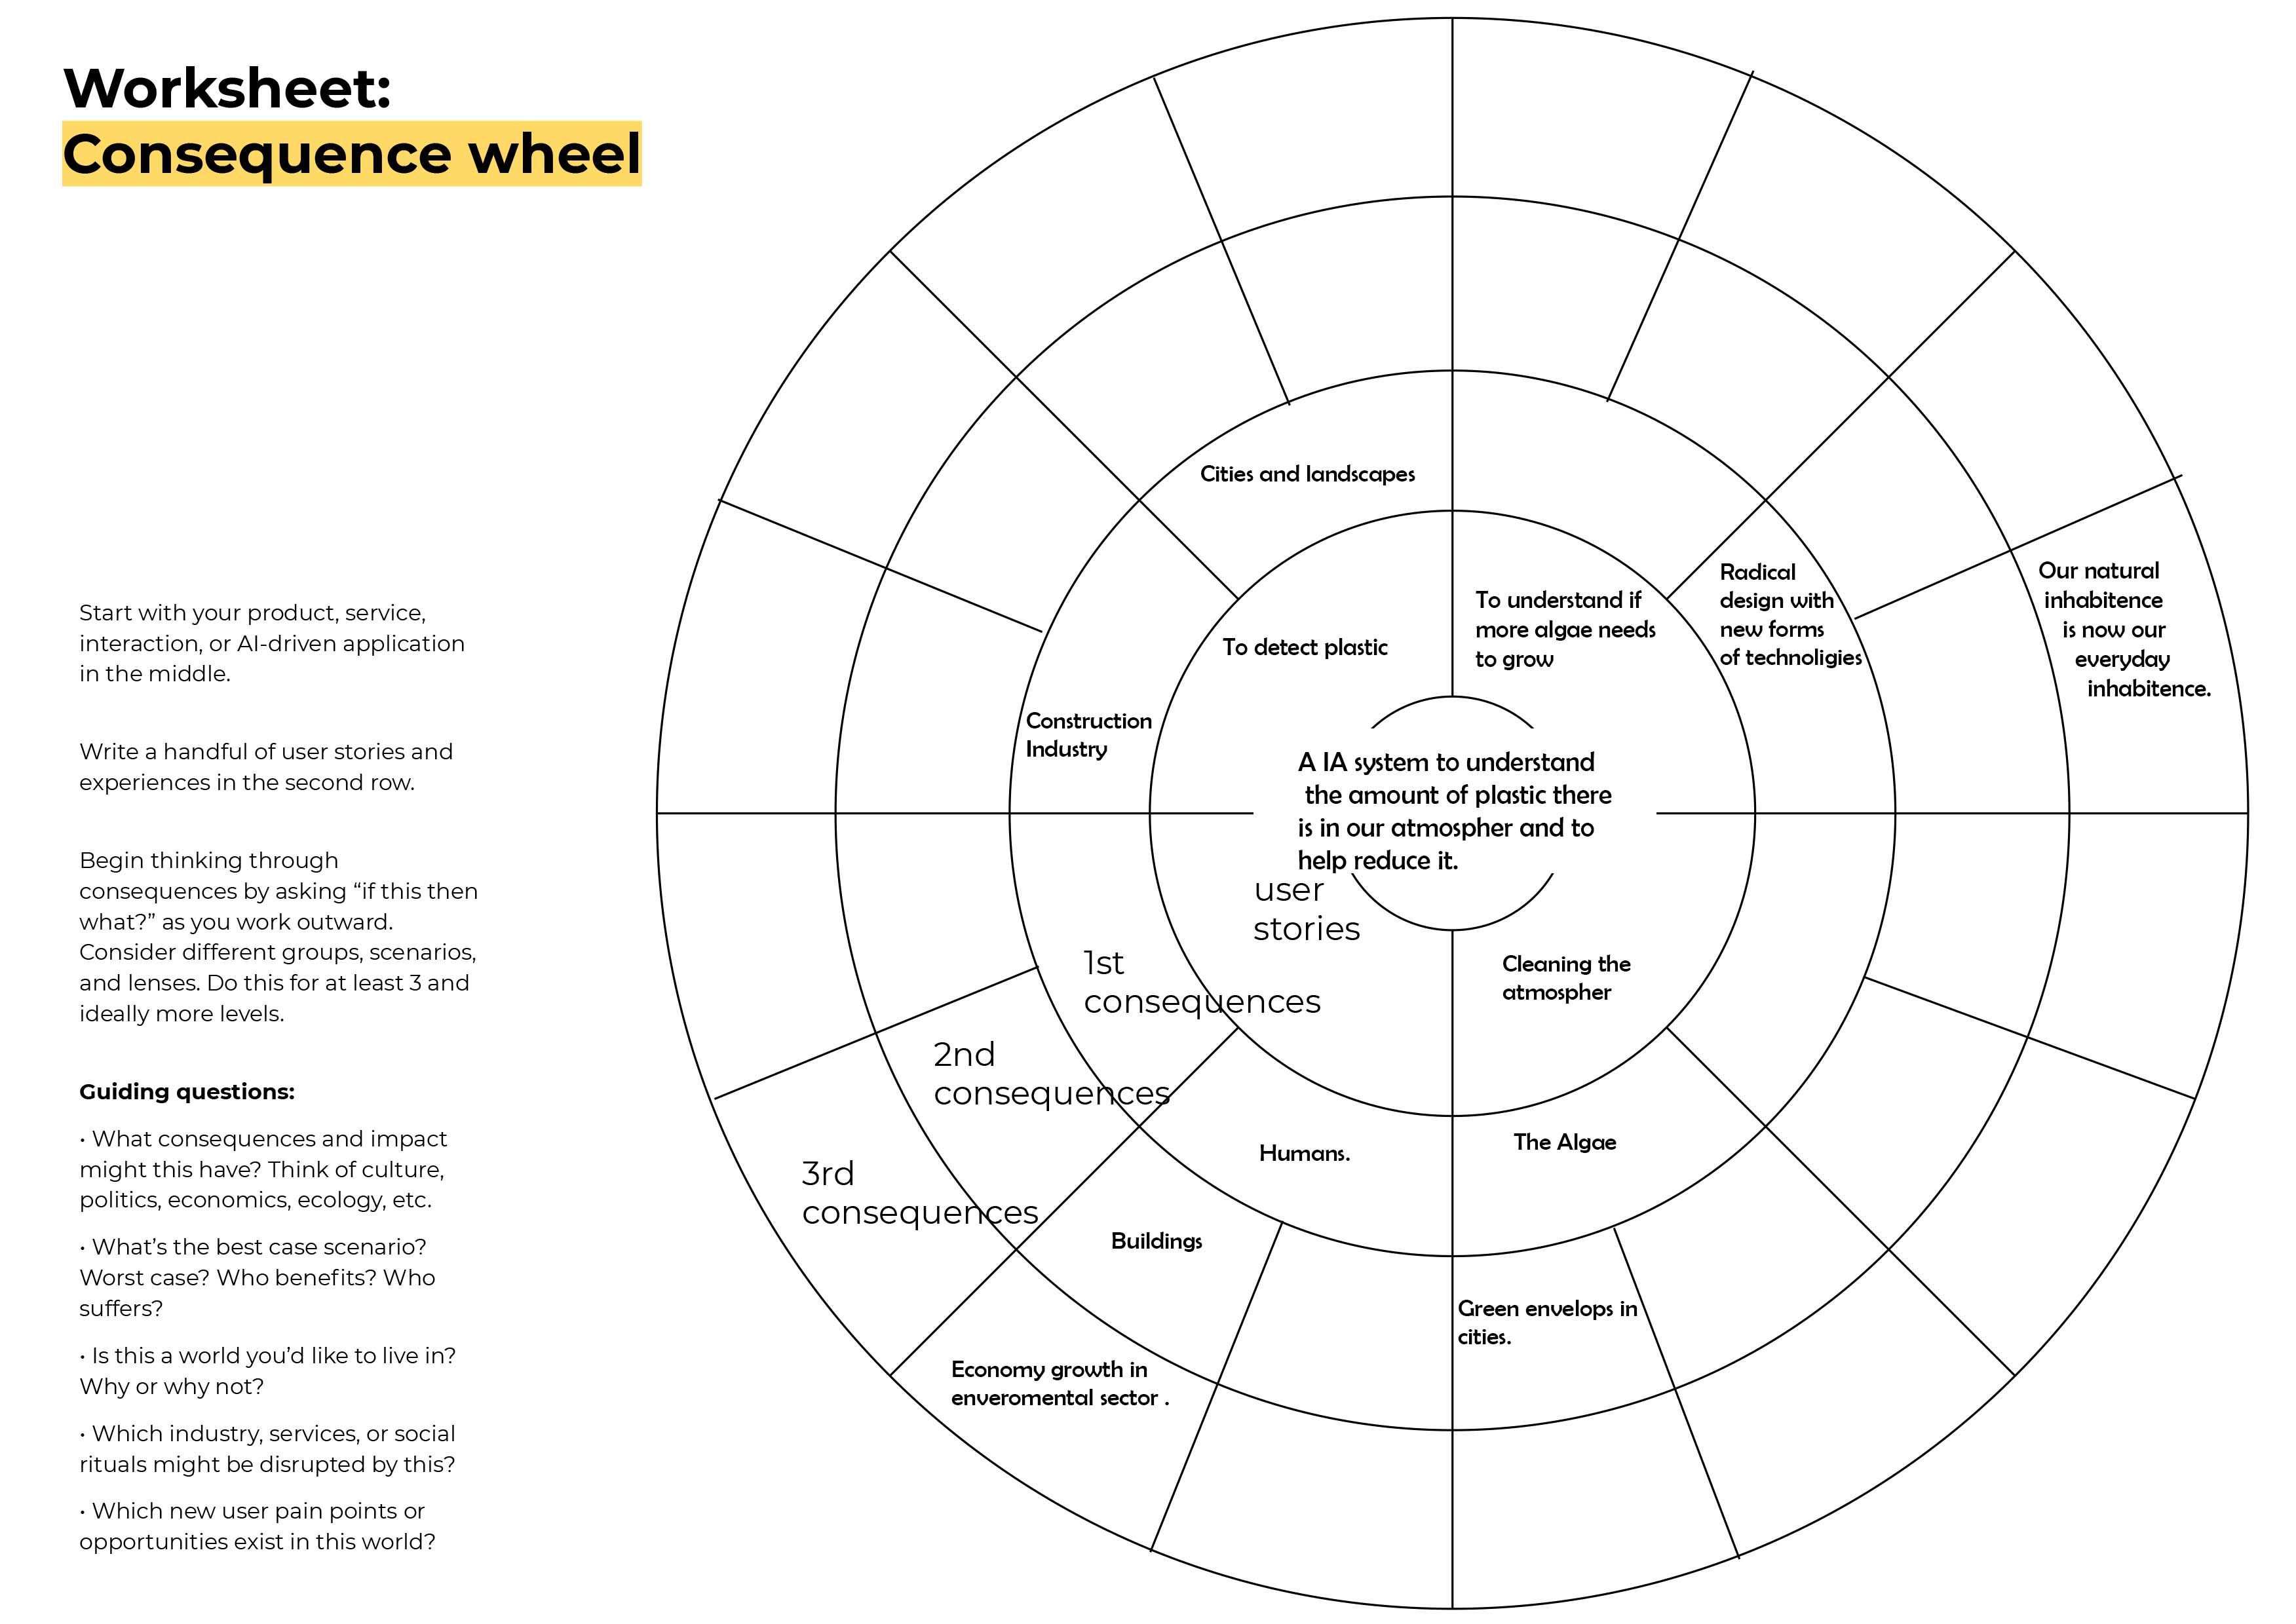 Worksheet:
Consequence wheel
Start with your product, service,
interaction, or AI-driven application
in the middle.
Write a handful of user stories and
experiences in the second row.
Begin thinking through
consequences by asking “if this then
what?” as you work outward.
Consider different groups, scenarios,
and lenses. Do this for at least 3 and
ideally more levels.
Guiding questions:
• What consequences and impact
might this have? Think of culture,
politics, economics, ecology, etc.
• What’s the best case scenario?
Worst case? Who benefits? Who
suffers?
• Is this a world you’d like to live in?
Why or why not?
• Which industry, services, or social
rituals might be disrupted by this?
• Which new user pain points or
opportunities exist in this world?
Cities and landscapes
To detect plastic
To understand if
more algae needs
to grow
Radical
design with
new forms
of technoligies
Our natural
inhabitence
is now our
everyday
inhabitence.
Construction
Industry
A IA system to understand
the amount of plastic there
is in our atmospher and to
help reduce it.
user
stories
1st
consequences
2nd
consequences
3rd
consequences
Cleaning the
atmospher
Humans.
The Algae
Buildings
Green envelops in
cities.
Economy growth in
enveromental sector .